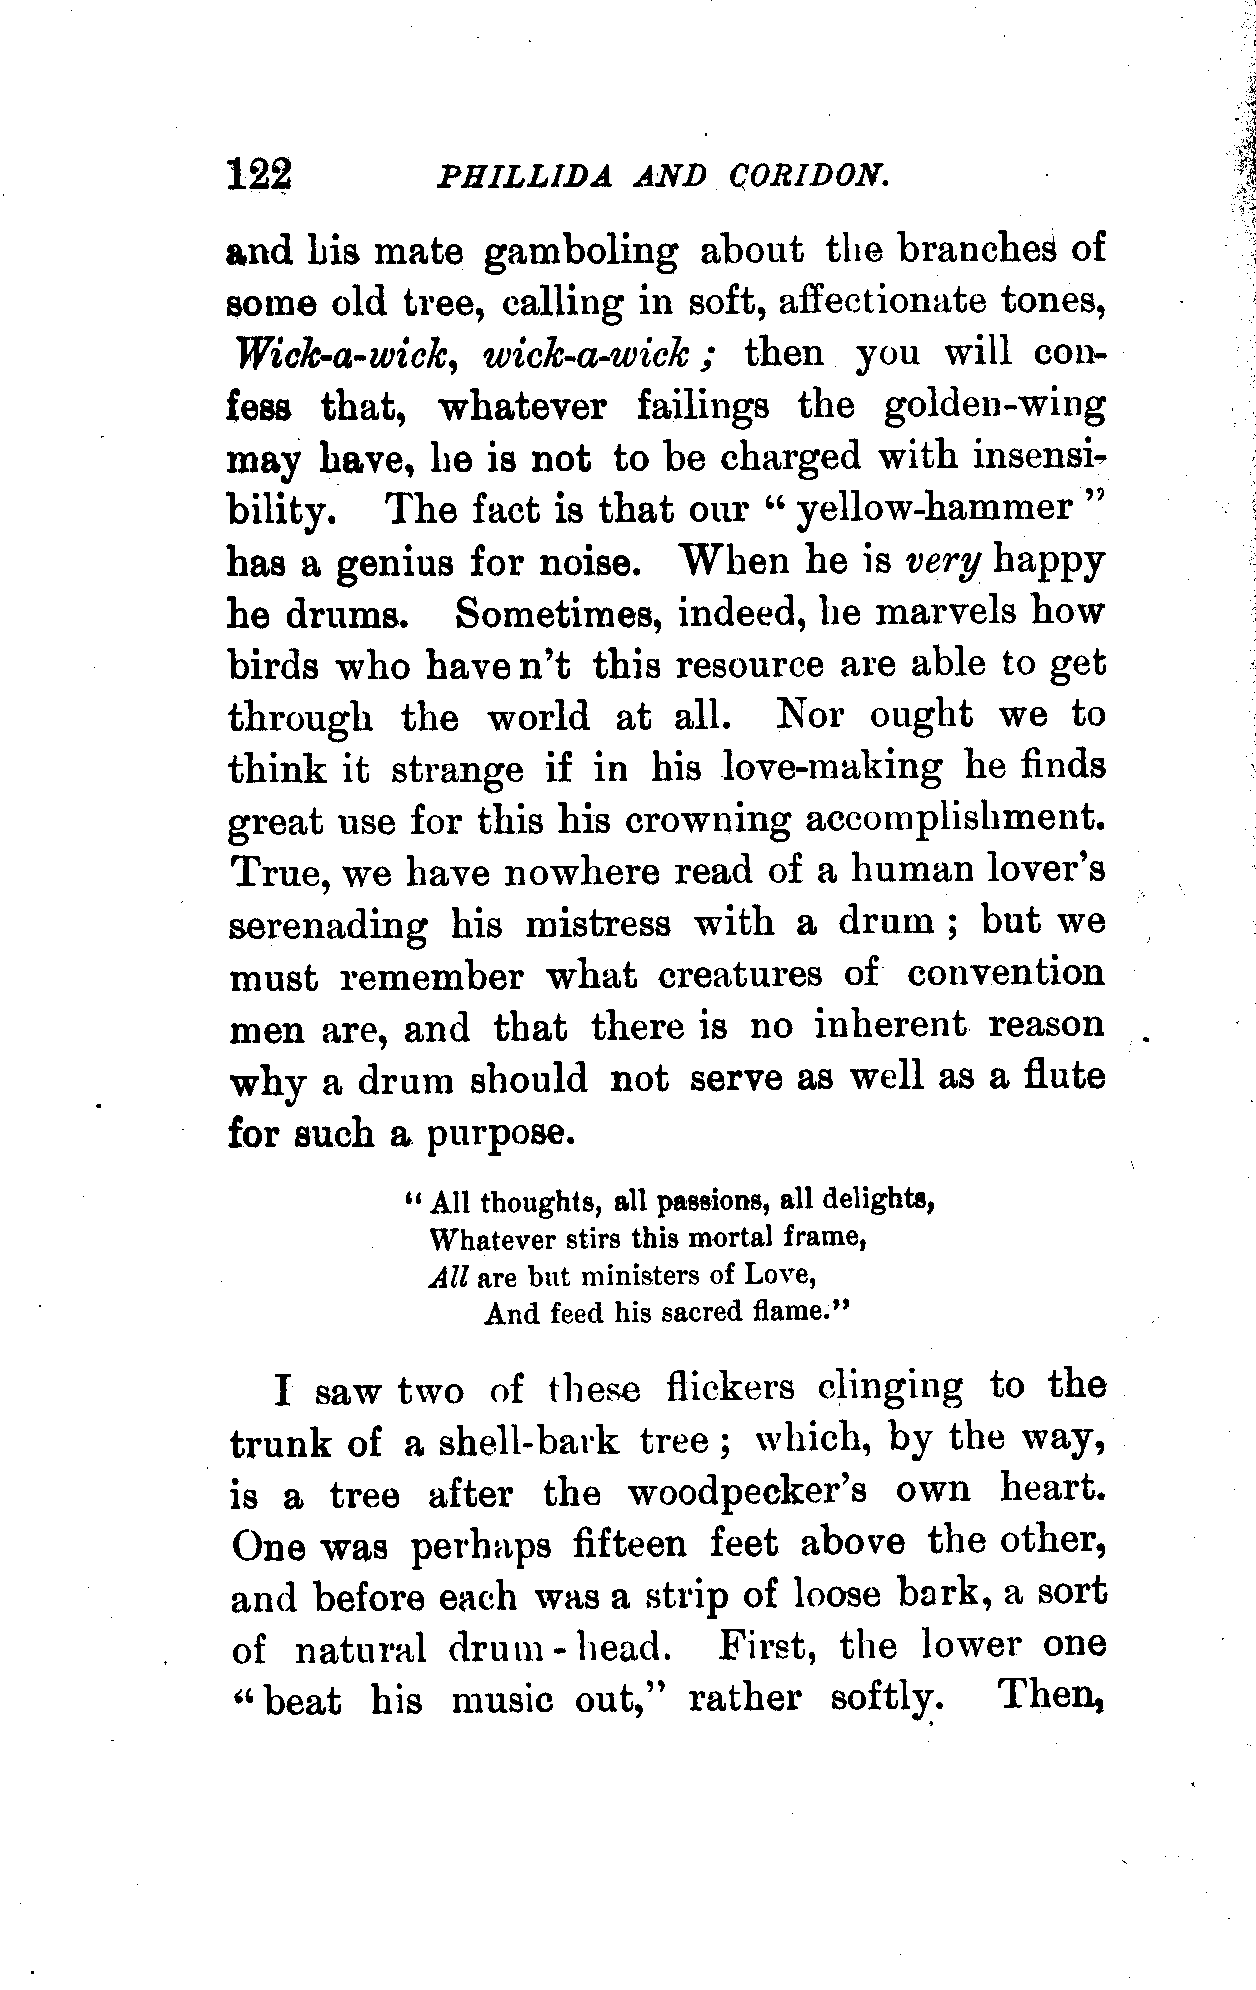 122 PHILLIDA AND CORIDON.
and his mate gamboling about the branches of
some old tree, calling in soft, affectionate tones,
Wick-a-wick, wick-a-wick ; then you will con-
fess that, whatever failings the golden-wing
may have, he is not to be charged with insensi-
bility. The fact is that our “ yellow-hammer ”
has a genius for noise. When he is very happy
he drums. Sometimes, indeed, he marvels how
birds who have n’t this resource are able to get
through the world at all. Nor ought we to
think it strange if in his love-making he finds
great use for this his crowning accomplishment.
True, we have nowhere read of a human lover’s
serenading his mistress with a drum ; but we
must remember what creatures of convention
men are, and that there is no inherent reason
why a drum should not serve as well as a flute
for such a purpose.
“ All thoughts, all passions, all delights,
Whatever stirs this mortal frame,
All are but ministers of Love,
And feed his sacred flame.”
I saw two of these flickers clinging to the
trunk of a shell-bark tree ; which, by the way,
is a tree after the woodpecker’s own heart.
One was perhaps fifteen feet above the other,
and before each was a strip of loose bark, a sort
of natural drum - head. First, the lower one
“ beat his music out,” rather softly. Then,